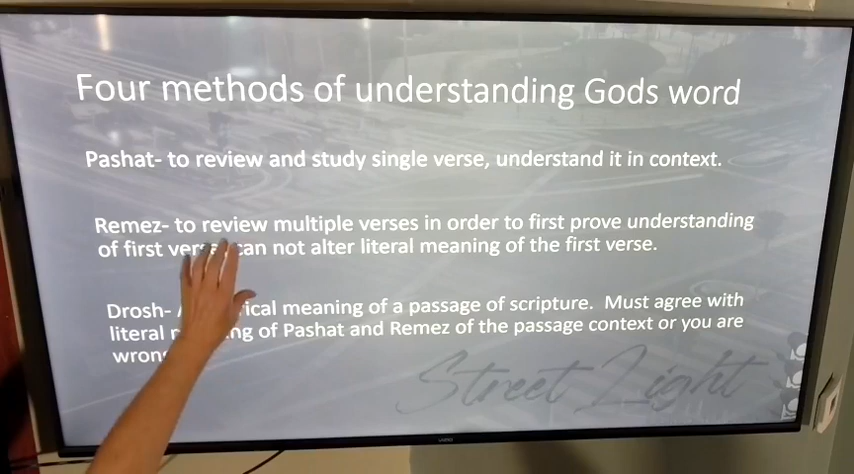 Four methods of understanding Gods word
Pashat- to review and study single verse, understand it in context.
Remez- to review multiple verses in order to first prove understanding
of first can not alter literal meaning of the first verse.
Drosh- meaning of a passage of scripture. Must agree with
literal of Pashat and Remez of the passage context or you are
Street Light